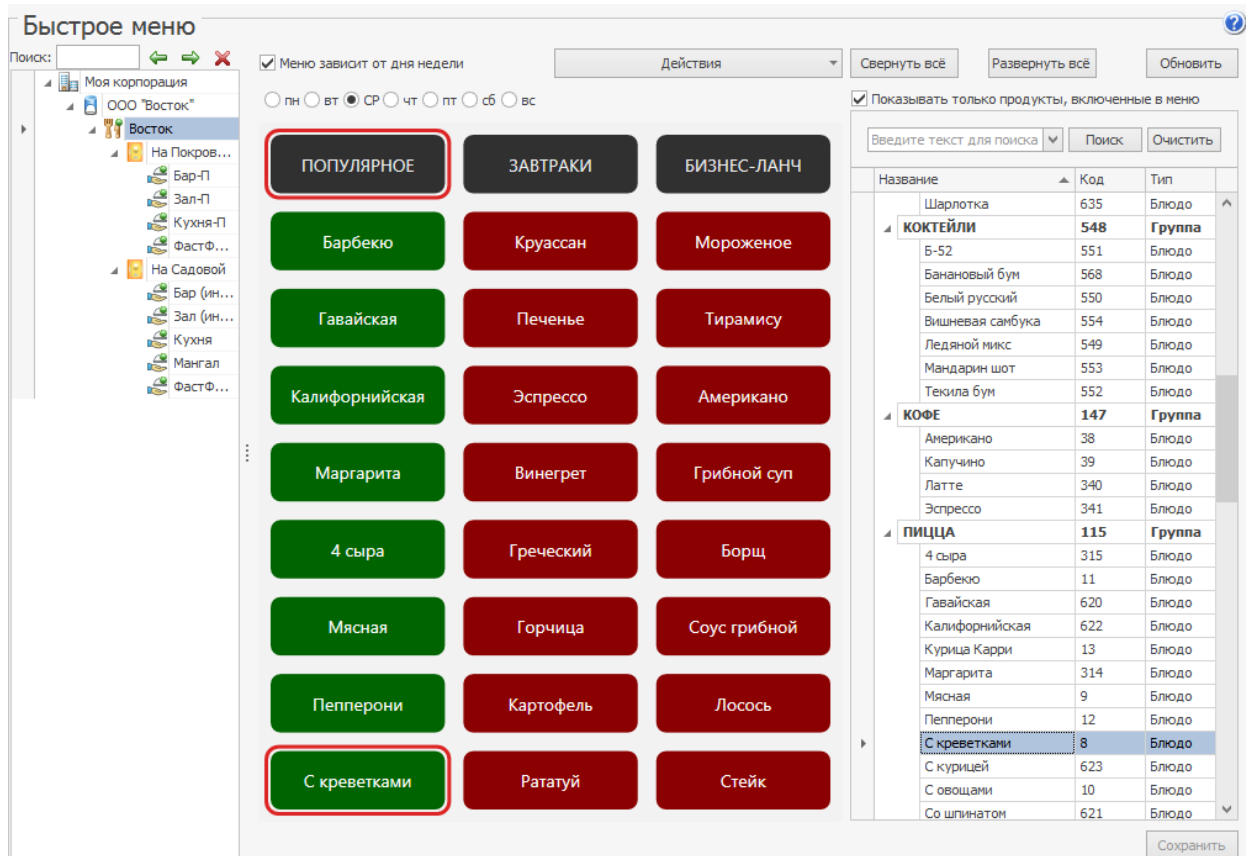 Быстрое меню
Поиск:
Моя корпорация
ООО "Восток"
Восток
На Покров...
Бар-П
Зал-П
Кухня-П
ФастФ...
На Садовой
Бар (ин...
Зал (ин...
Кухня
Мангал
ФастФ...
Меню зависит от дня недели
Действия
пн вт СР чт пт сб вс
ПОПУЛЯРНОЕ ЗАВТРАКИ БИЗНЕС-ЛАНЧ
Барбекю Круассан Мороженое
Гавайская Печенье Тирамису
Калифорнийская Эспрессо Американо
Маргарита Винегрет Грибной суп
4 сыра Греческий Борщ
Мясная Горчица Соус грибной
Пепперони Картофель Лосось
С креветками Рататуй Стейк
Свернуть всё Развернуть всё Обновить
Показывать только продукты, включенные в меню
Введите текст для поиска Поиск Очистить
Название Код Тип
Шарлотка 635 Блюдо
КОКТЕЙЛИ 548 Группа
Б-52 551 Блюдо
Банановый бум 568 Блюдо
Белый русский 550 Блюдо
Вишневая самбука 554 Блюдо
Ледяной микс 549 Блюдо
Мандарин шот 553 Блюдо
Текила бум 552 Блюдо
КОФЕ 147 Группа
Американо 38 Блюдо
Капучино 39 Блюдо
Латте 340 Блюдо
Эспрессо 341 Блюдо
ПИЦЦА 115 Группа
4 сыра 315 Блюдо
Барбекю 11 Блюдо
Гавайская 620 Блюдо
Калифорнийская 622 Блюдо
Курица Карри 13 Блюдо
Маргарита 314 Блюдо
Мясная 9 Блюдо
Пепперони 12 Блюдо
С креветками 8 Блюдо
С курицей 623 Блюдо
С овощами 10 Блюдо
Со шпинатом 621 Блюдо
Сохранить